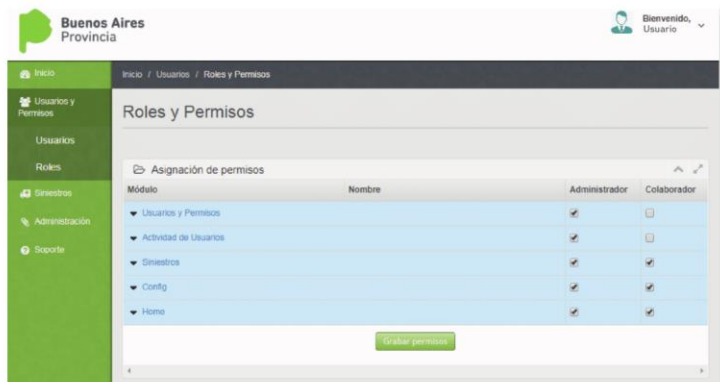 Buenos Aires
Provincia
Bienvenido,
Usuario
Inicio
Inicio / Usuarios / Roles y Permisos
Usuarios y
Permisos
Usuarios
Roles
Siniestros
Administración
Soporte
Roles y Permisos
Asignación de permisos
Módulo Nombre Administrador Colaborador
Usuarios y Permisos
Actividad de Usuarios
Siniestros
Config
Home
Grabar permisos